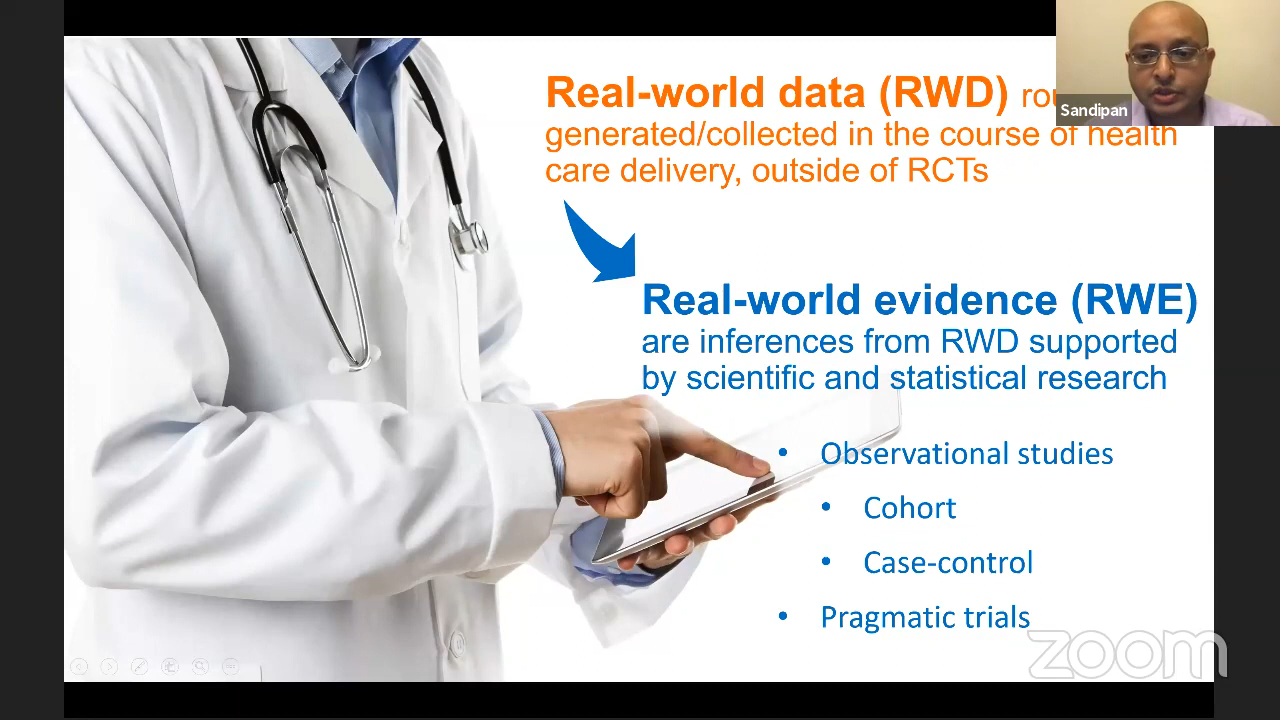 Real-world data (RWD)
generated/collected in the course of health
care delivery, outside of RCTs
Sandipan
Real-world evidence (RWE)
are inferences from RWD supported
by scientific and statistical research
• Observational studies
• Cohort
• Case-control
• Pragmatic trials
zoom